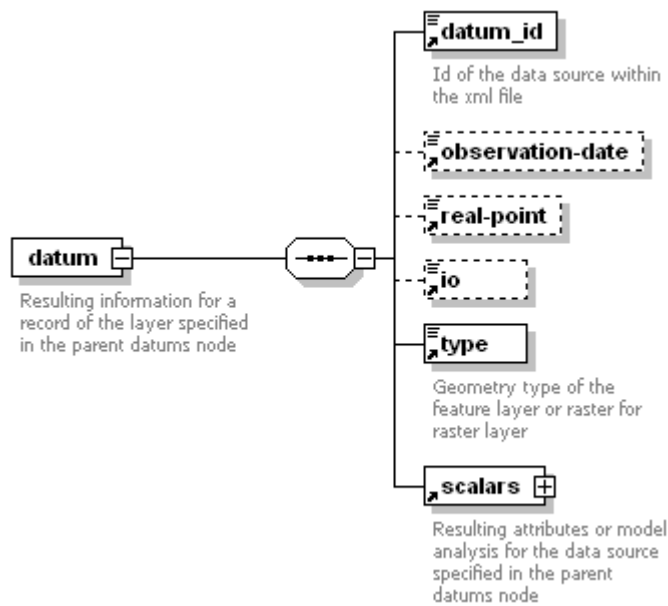 datum_id
Id of the data source within
the xml file
observation-date
real-point
datum
io
Resulting information for a
record of the layer specified
in the parent datums node
type
Geometry type of the
feature layer or raster for
raster layer
scalars
Resulting attributes or model
analysis for the data source
specified in the parent
datums node